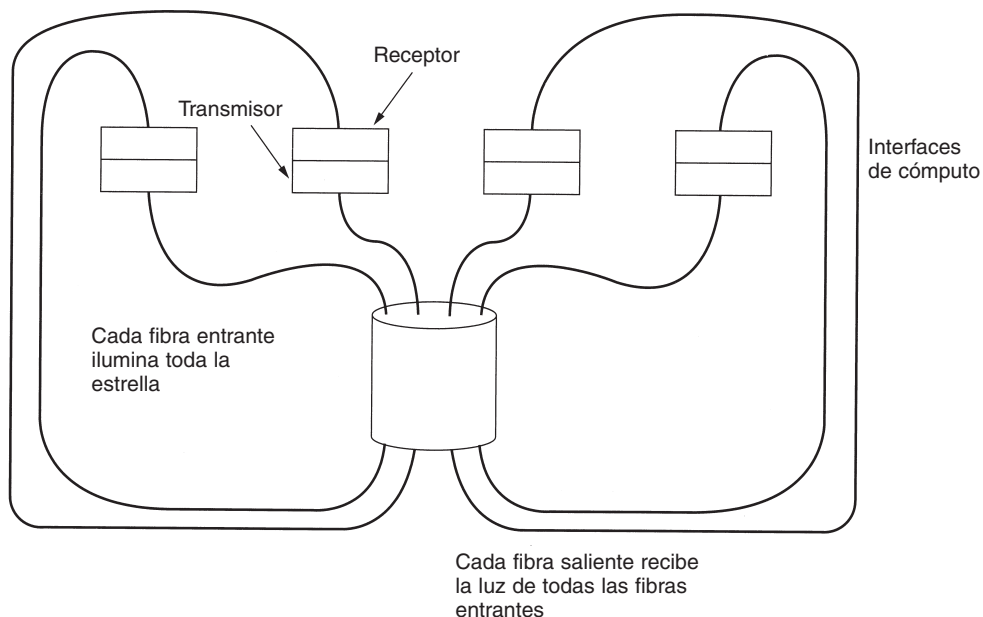 Receptor
Transmisor
Interfaces
de cómputo
Cada fibra entrante
ilumina toda la
estrella
Cada fibra saliente recibe
la luz de todas las fibras
entrantes